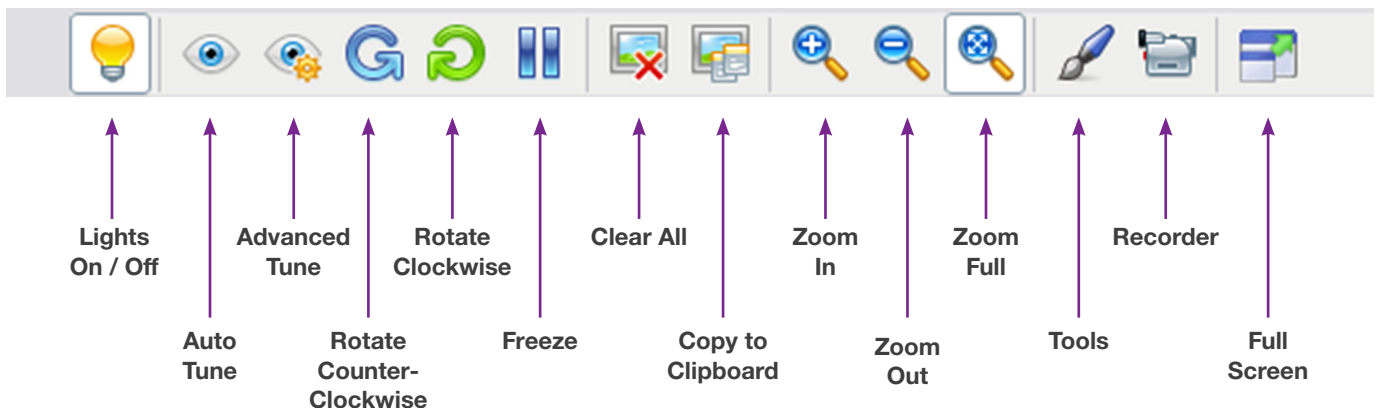 Lights
On / Off
Advanced
Tune
Rotate
Clockwise
Clear All
Zoom
In
Zoom
Full
Recorder
Auto
Tune
Rotate
Counter-
Clockwise
Freeze
Copy to
Clipboard
Zoom
Out
Tools
Full
Screen